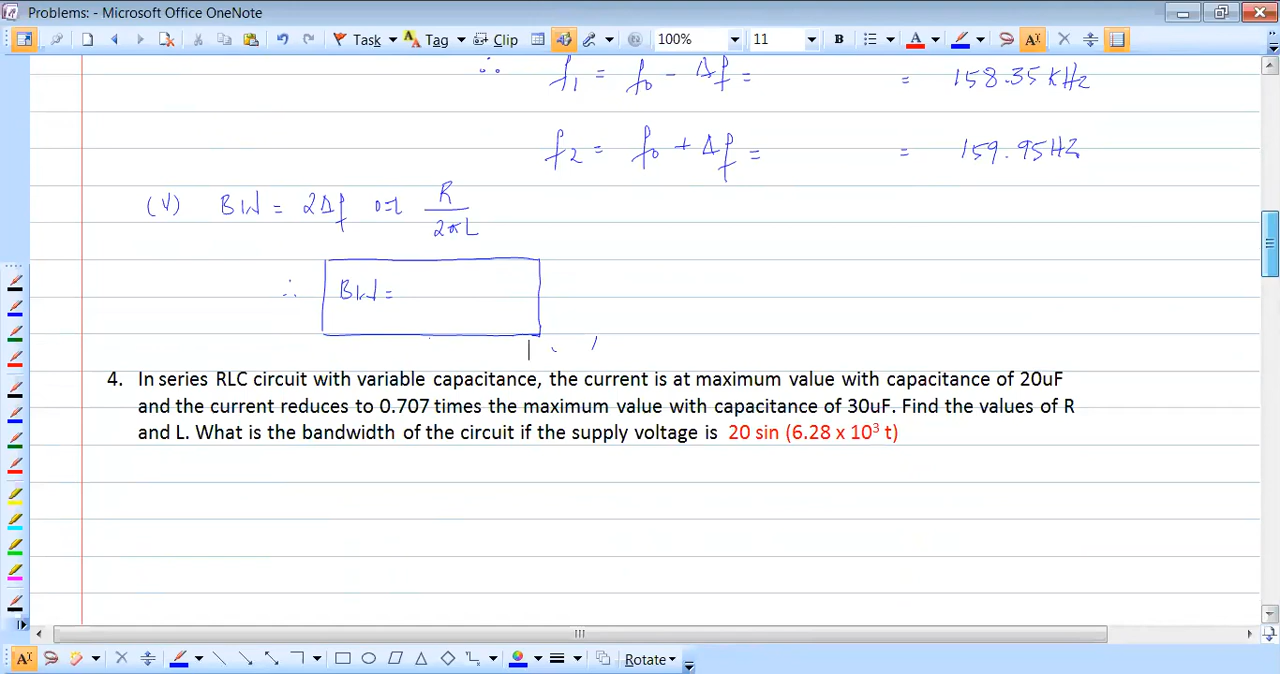 Problems: - Microsoft Office OneNote
Task Tag Clip 100% 11 B A A
∴ f1 = f0 - Δf = = 158.35 KHz
f2 = f0 + Δf = = 159.95 Hz
(V) BW = 2Δf or R/2πL
∴ BW =
4. In series RLC circuit with variable capacitance, the current is at maximum value with capacitance of 20uF
and the current reduces to 0.707 times the maximum value with capacitance of 30uF. Find the values of R
and L. What is the bandwidth of the circuit if the supply voltage is 20 sin (6.28 x 10³ t)
A Rotate